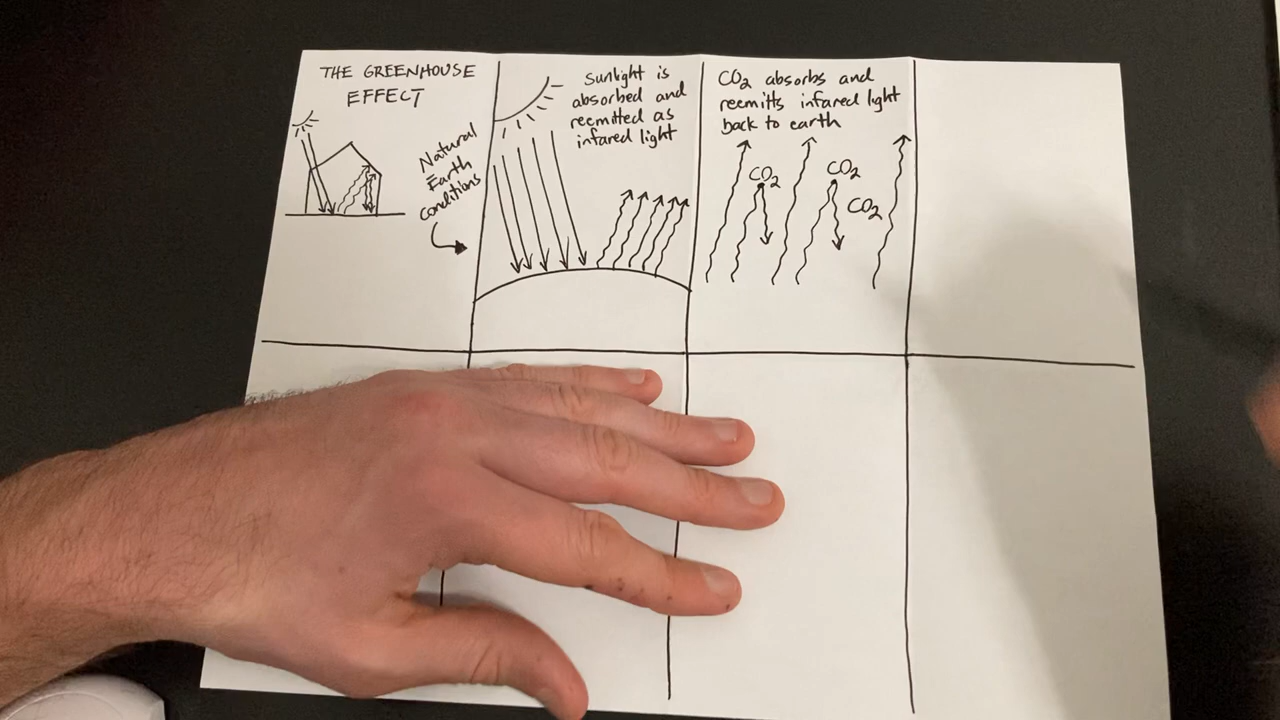 THE GREENHOUSE
EFFECT
Natural
Earth
conditions
Sunlight is
absorbed and
reemitted as
infared light
CO2 absorbs and
reemitts infared light
back to earth
CO2
CO2
CO2